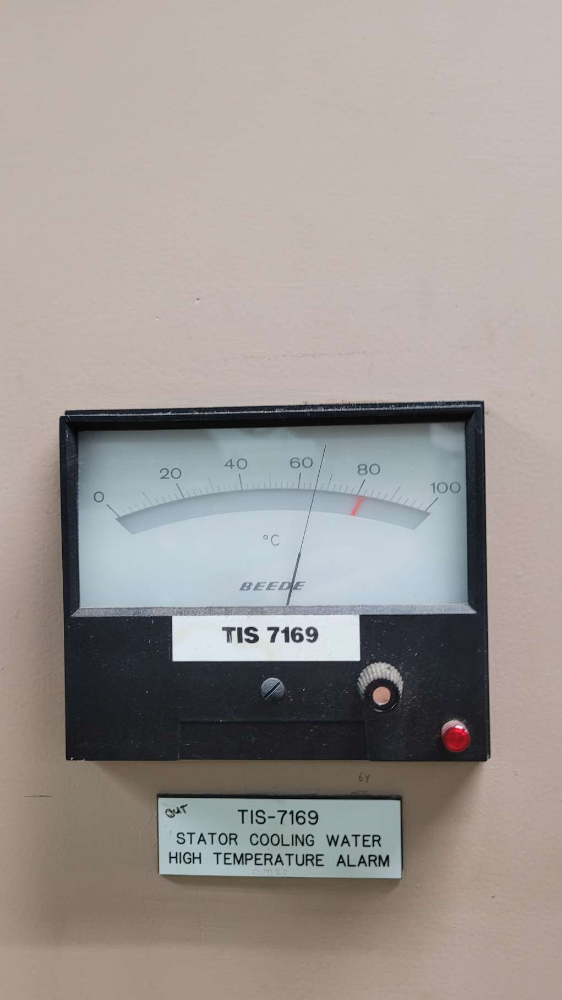 0 20 40 60 80 100
°C
BEEDE
TIS 7169
64
OUT
TIS-7169
STATOR COOLING WATER
HIGH TEMPERATURE ALARM
OUTLET